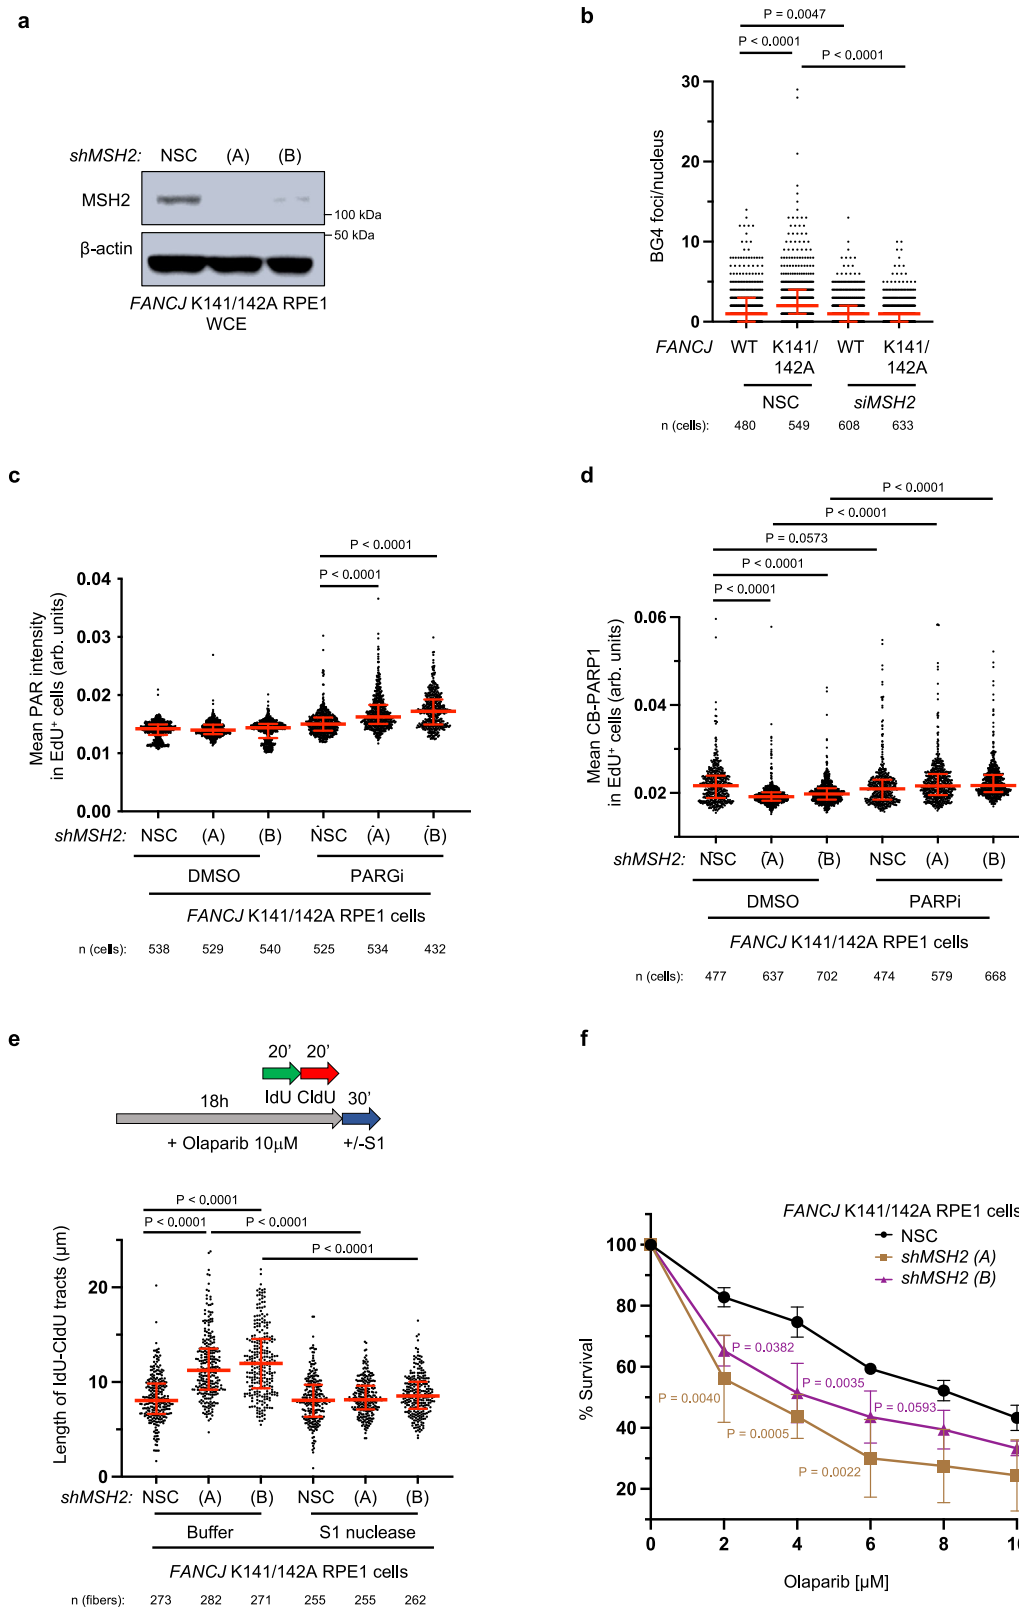 a
shMSH2: NSC (A) (B)
MSH2
100 kDa
50 kDa
β-actin
FANCJ K141/142A RPE1
WCE
b
P = 0.0047
P < 0.0001
P < 0.0001
30
20
10
0
BG4 foci/nucleus
FANCJ WT K141/ WT K141/
142A 142A
NSC siMSH2
n (cells): 480 549 608 633
c
P < 0.0001
P < 0.0001
0.04
0.03
0.02
0.01
0.00
Mean PAR intensity
in EdU+ cells (arb. units)
shMSH2: NSC (A) (B) NSC (A) (B)
DMSO PARGi
FANCJ K141/142A RPE1 cells
n (cells): 538 529 540 525 534 432
d
P < 0.0001
P < 0.0001
P = 0.0573
P < 0.0001
P < 0.0001
0.06
0.04
0.02
Mean CB-PARP1
in EdU+ cells (arb. units)
shMSH2: NSC (A) (B) NSC (A) (B)
DMSO PARPi
FANCJ K141/142A RPE1 cells
n (cells): 477 637 702 474 579 668
e
20’ 20’
IdU CldU
18h 30’
+ Olaparib 10µM +/-S1
P < 0.0001
P < 0.0001 P < 0.0001
P < 0.0001
20
10
0
Length of IdU-CldU tracts (µm)
shMSH2: NSC (A) (B) NSC (A) (B)
Buffer S1 nuclease
FANCJ K141/142A RPE1 cells
n (fibers): 273 282 271 255 255 262
f
FANCJ K141/142A RPE1 cells
NSC
shMSH2 (A)
shMSH2 (B)
100
80
60
40
20
% Survival
P = 0.0382
P = 0.0035
P = 0.0593
P = 0.0040
P = 0.0005
P = 0.0022
0 2 4 6 8 10
Olaparib [µM]